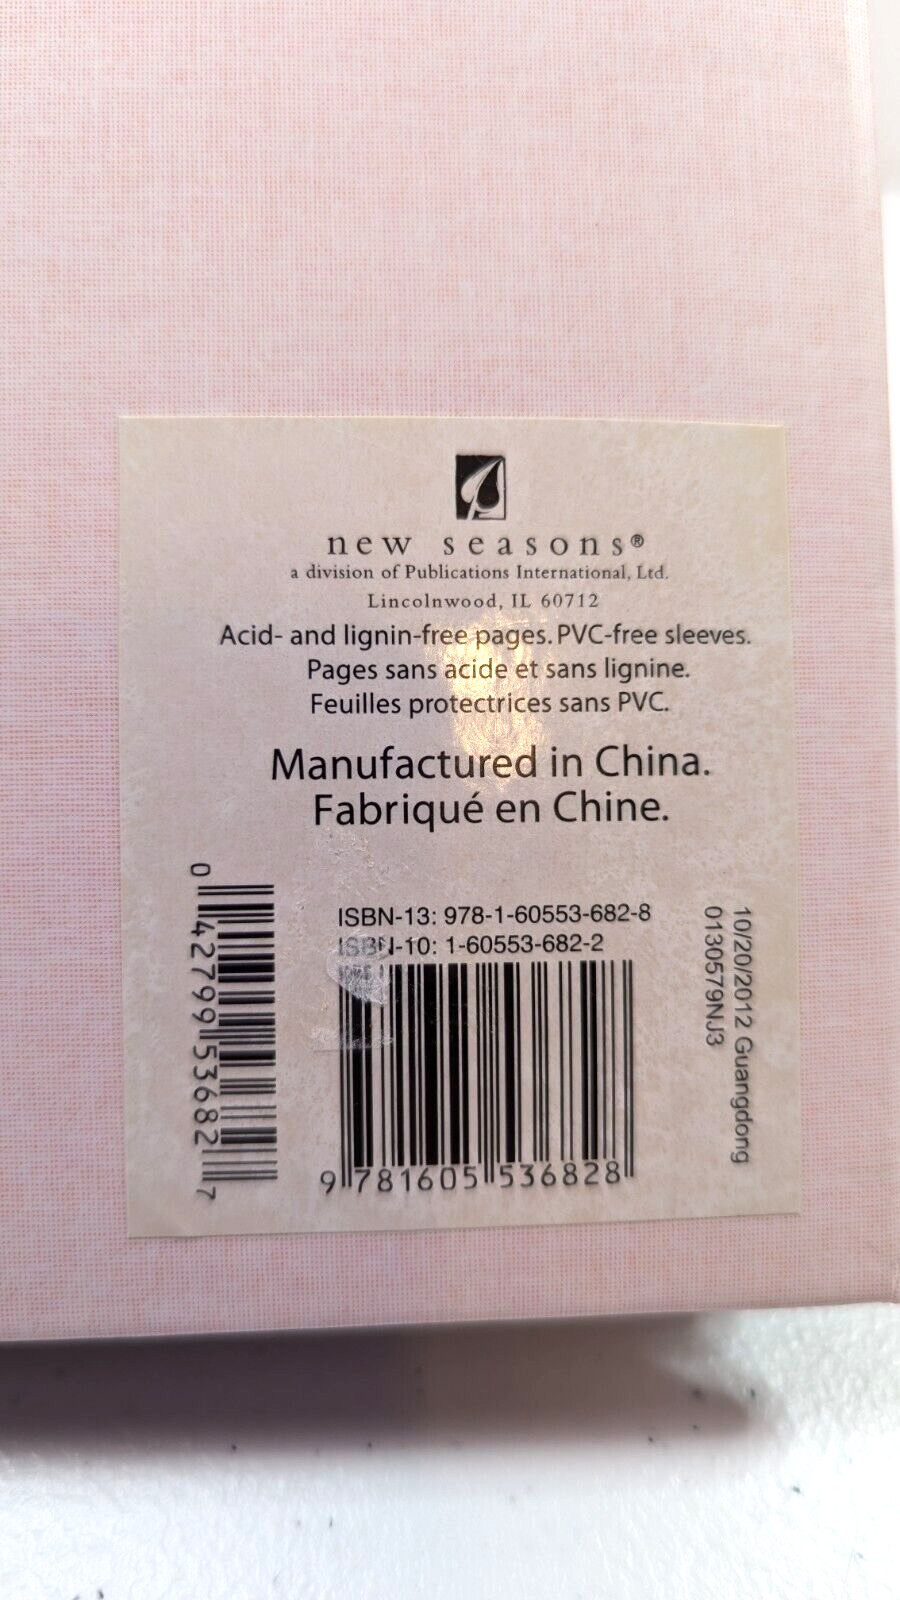 new seasons®
a division of Publications International, Ltd.
Lincolnwood, IL 60712
Acid- and lignin-free pages. PVC-free sleeves.
Pages sans acide et sans lignine.
Feuilles protectrices sans PVC.
Manufactured in China.
Fabriqué en Chine.
0 42799 53682 7
ISBN-13: 978-1-60553-682-8
ISBN-10: 1-60553-682-2
9 781605 536828
10/20/2012 Guangdong
0130579NJ3